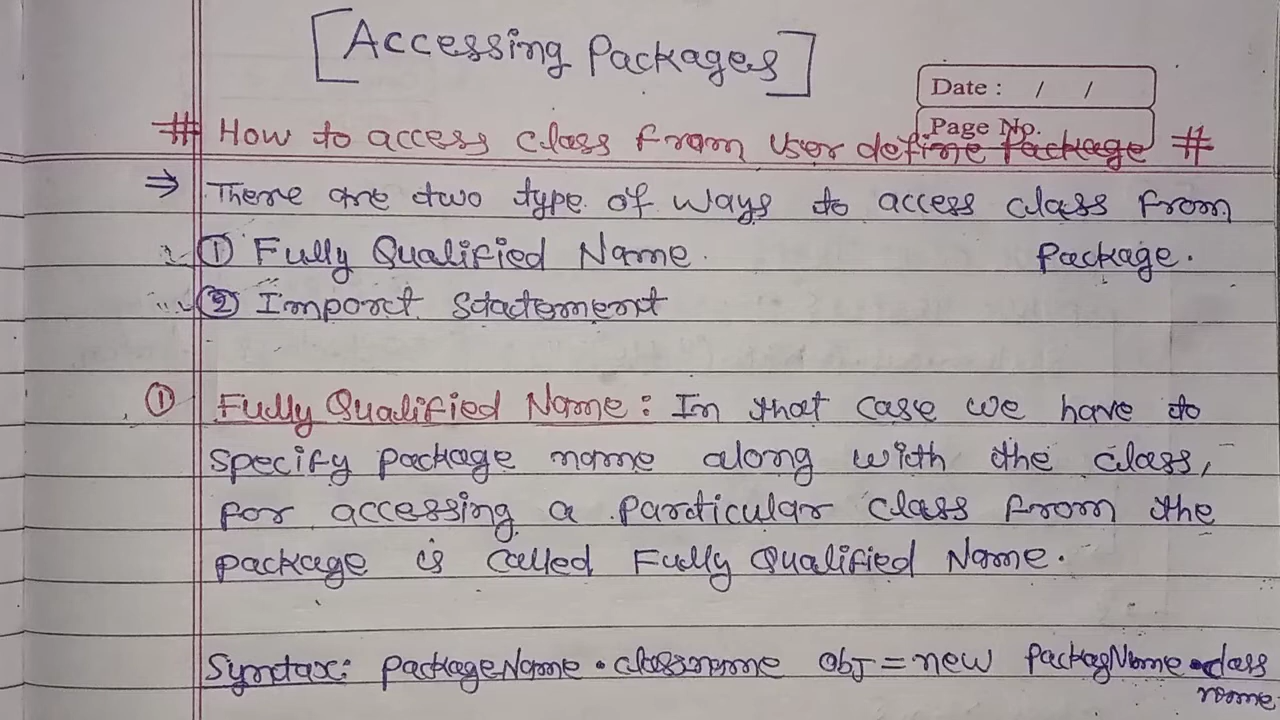 [Accessing Packages]
Date : / /
Page No.
# How to access class from user define Package #
⇒ There are two type of ways to access class from
① Fully Qualified Name. Package.
② Import Statement
① Fully Qualified Name : In that case we have to
specify package name along with the class,
for accessing a particular class from the
package is called Fully Qualified Name.
Syntax: packageName.classname obj = new packagName.class
name